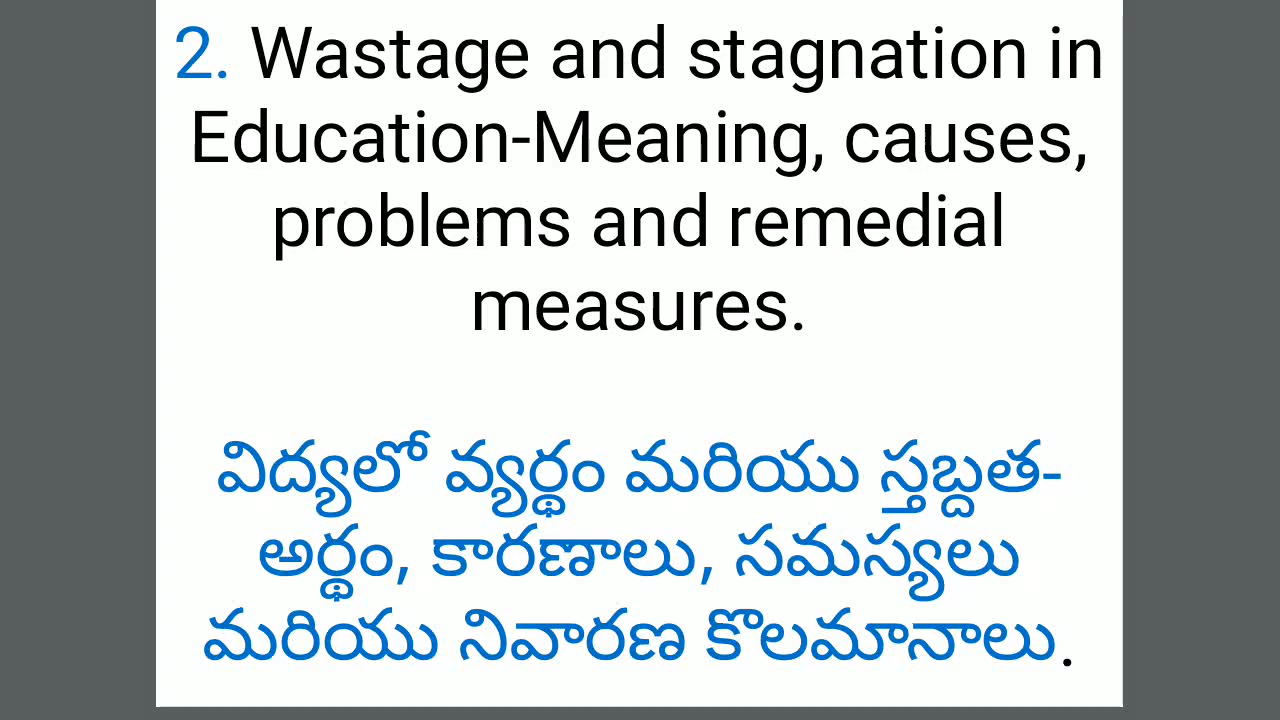 2. Wastage and stagnation in
Education-Meaning, causes,
problems and remedial
measures.
విద్యలో వ్యర్థం మరియు స్తబ్దత-
అర్థం, కారణాలు, సమస్యలు
మరియు నివారణ కొలమానాలు.